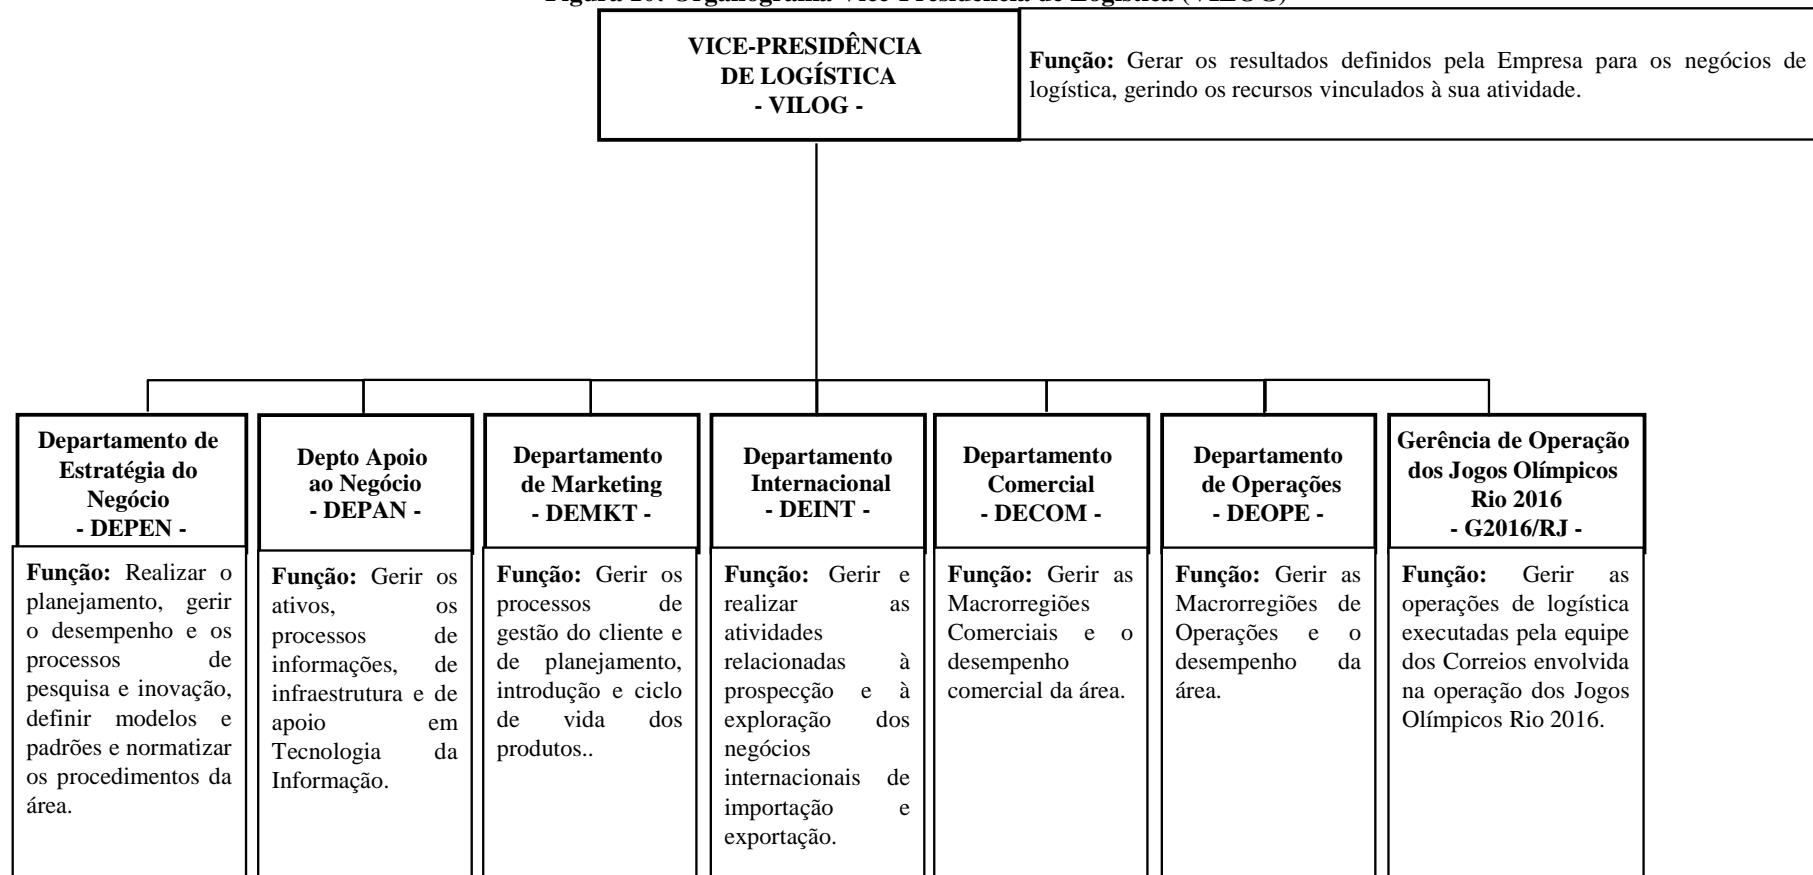 Figura 10: Organograma Vice-Presidência de Logística (VILOG)
VICE-PRESIDÊNCIA
DE LOGÍSTICA
- VILOG -
Função: Gerar os resultados definidos pela Empresa para os negócios de
logística, gerindo os recursos vinculados à sua atividade.
Departamento de
Estratégia do
Negócio
- DEPEN -
Função: Realizar o
planejamento, gerir
o desempenho e os
processos de
pesquisa e inovação,
definir modelos e
padrões e normatizar
os procedimentos da
área.
Depto Apoio
ao Negócio
- DEPAN -
Função: Gerir os
ativos, os
processos de
informações, de
infraestrutura e de
apoio em
Tecnologia da
Informação.
Departamento
de Marketing
- DEMKT -
Função: Gerir os
processos de
gestão do cliente e
de planejamento,
introdução e ciclo
de vida dos
produtos..
Departamento
Internacional
- DEINT -
Função: Gerir e
realizar as
atividades
relacionadas à
prospecção e à
exploração dos
negócios
internacionais de
importação e
exportação.
Departamento
Comercial
- DECOM -
Função: Gerir as
Macrorregiões
Comerciais e o
desempenho
comercial da área.
Departamento
de Operações
- DEOPE -
Função: Gerir as
Macrorregiões de
Operações e o
desempenho da
área.
Gerência de Operação
dos Jogos Olímpicos
Rio 2016
- G2016/RJ -
Função: Gerir as
operações de logística
executadas pela equipe
dos Correios envolvida
na operação dos Jogos
Olímpicos Rio 2016.